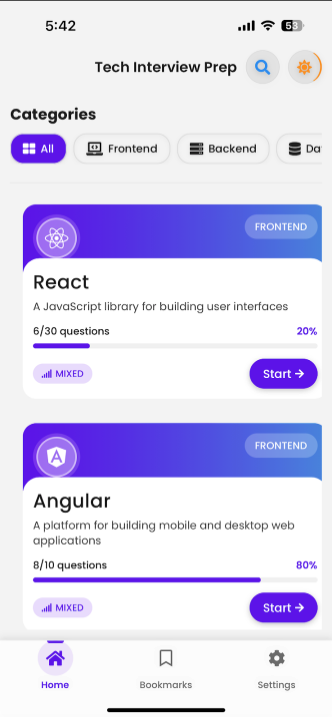 5:42
53
Tech Interview Prep
Categories
All
Frontend
Backend
Da
FRONTEND
React
A JavaScript library for building user interfaces
6/30 questions
20%
MIXED
Start →
FRONTEND
A
Angular
A platform for building mobile and desktop web
applications
8/10 questions
80%
MIXED
Start →
Home
Bookmarks
Settings